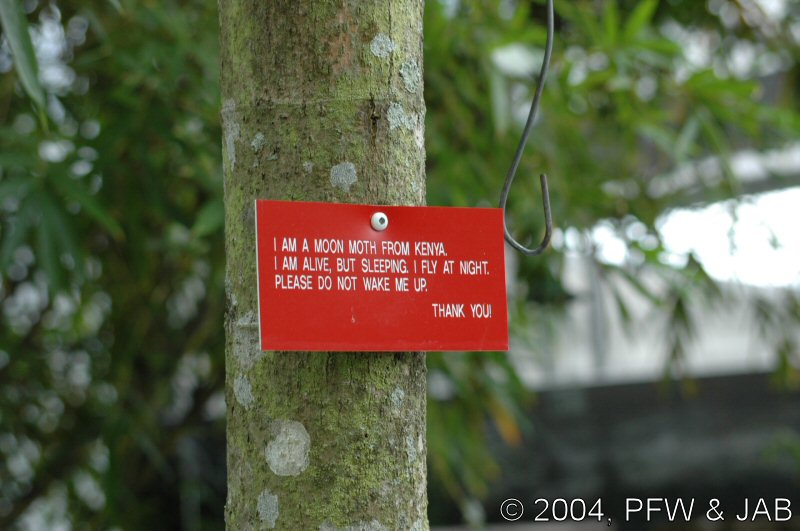 I AM A MOON MOTH FROM KENYA.
I AM ALIVE, BUT SLEEPING. I FLY AT NIGHT.
PLEASE DO NOT WAKE ME UP.
THANK YOU!
© 2004, PFW & JAB